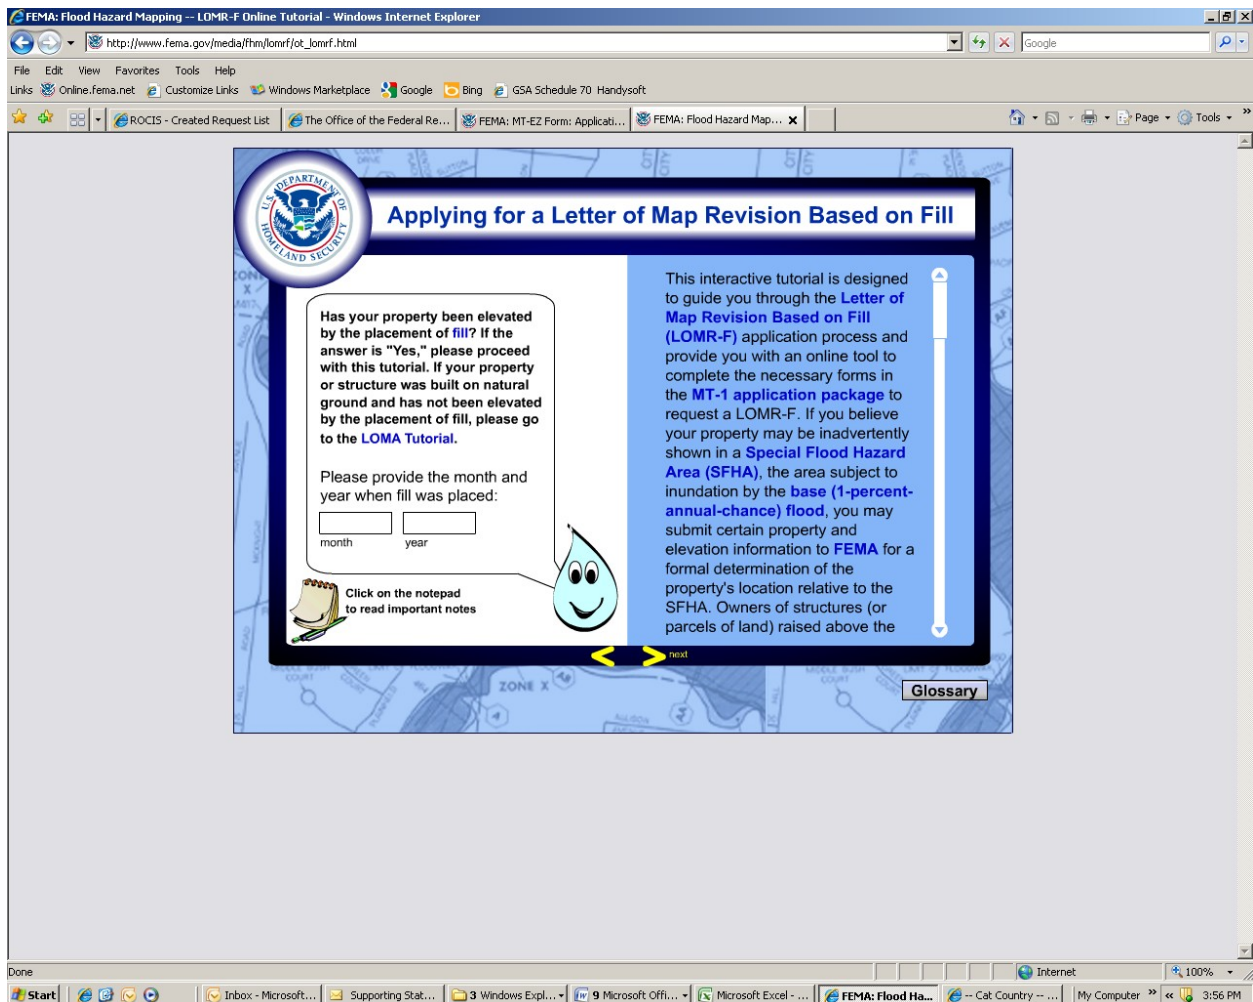 FEMA: Flood Hazard Mapping -- LOMR-F Online Tutorial - Windows Internet Explorer
http://www.fema.gov/media/fhm/lomrf/ot_lomrf.html
Google
File Edit View Favorites Tools Help
Links Online.fema.net Customize Links Windows Marketplace Google Bing GSA Schedule 70 Handysoft
ROCIS - Created Request List The Office of the Federal Re... FEMA: MT-EZ Form: Applicati... FEMA: Flood Hazard Map... Page Tools
U.S. DEPARTMENT OF HOMELAND SECURITY
Applying for a Letter of Map Revision Based on Fill
Has your property been elevated
by the placement of fill? If the
answer is "Yes," please proceed
with this tutorial. If your property
or structure was built on natural
ground and has not been elevated
by the placement of fill, please go
to the LOMA Tutorial.
Please provide the month and
year when fill was placed:
month year
Click on the notepad
to read important notes
This interactive tutorial is designed
to guide you through the Letter of
Map Revision Based on Fill
(LOMR-F) application process and
provide you with an online tool to
complete the necessary forms in
the MT-1 application package to
request a LOMR-F. If you believe
your property may be inadvertently
shown in a Special Flood Hazard
Area (SFHA), the area subject to
inundation by the base (1-percent-
annual-chance) flood, you may
submit certain property and
elevation information to FEMA for a
formal determination of the
property's location relative to the
SFHA. Owners of structures (or
parcels of land) raised above the
next
ZONE X
Glossary
Done Internet 100%
Start Inbox - Microsoft... Supporting Stat... 3 Windows Expl... 9 Microsoft Offi... Microsoft Excel - ... FEMA: Flood Ha... -- Cat Country -- ... My Computer 3:56 PM